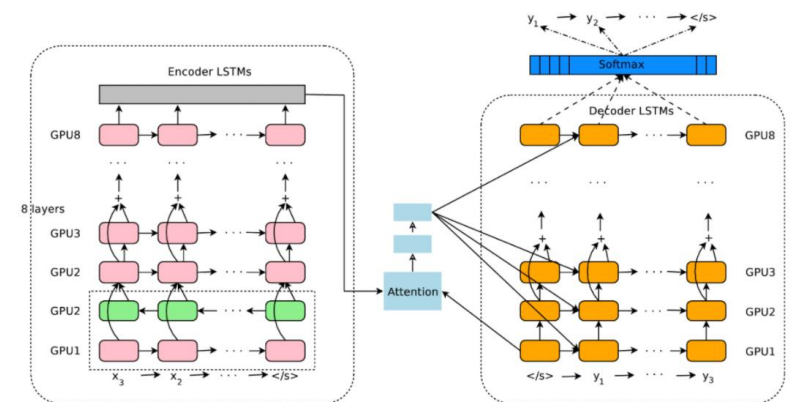 y1 y2 · · · </s>
Softmax
Encoder LSTMs
Decoder LSTMs
GPU8
GPU8
8 layers
GPU3
GPU2
GPU2
GPU1
Attention
GPU3
GPU2
GPU1
x3 x2 · · · </s>
</s> y1 · · · y3